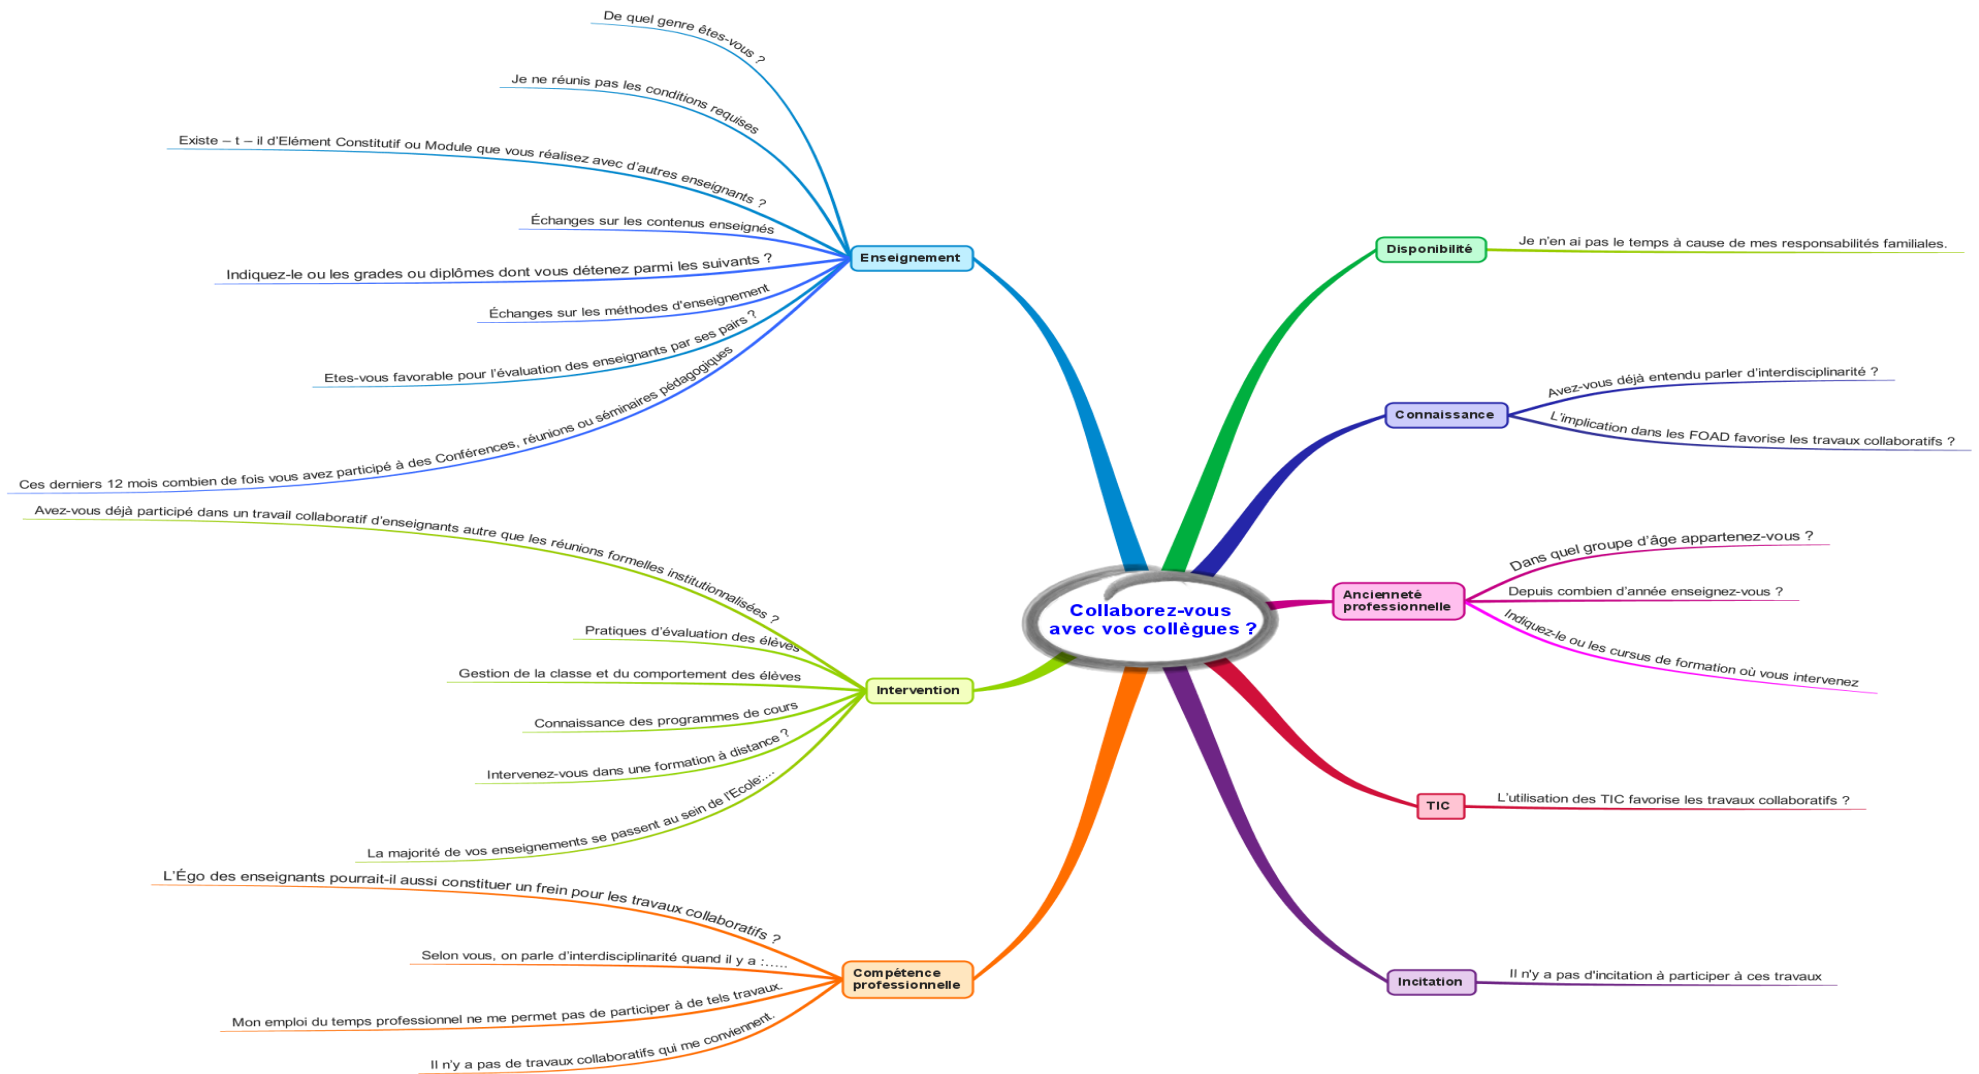 Collaborez-vous
avec vos collègues ?
Enseignement
De quel genre êtes-vous ?
Je ne réunis pas les conditions requises
Existe – t – il d'Elément Constitutif ou Module que vous réalisez avec d'autres enseignants ?
Échanges sur les contenus enseignés
Indiquez-le ou les grades ou diplômes dont vous détenez parmi les suivants ?
Échanges sur les méthodes d'enseignement
Etes-vous favorable pour l'évaluation des enseignants par ses pairs ?
Ces derniers 12 mois combien de fois vous avez participé à des Conférences, réunions ou séminaires pédagogiques
Intervention
Avez-vous déjà participé dans un travail collaboratif d'enseignants autre que les réunions formelles institutionnalisées ?
Pratiques d'évaluation des élèves
Gestion de la classe et du comportement des élèves
Connaissance des programmes de cours
Intervenez-vous dans une formation à distance ?
La majorité de vos enseignements se passent au sein de l'Ecole:...
Compétence
professionnelle
L'Égo des enseignants pourrait-il aussi constituer un frein pour les travaux collaboratifs ?
Selon vous, on parle d'interdisciplinarité quand il y a :.....
Mon emploi du temps professionnel ne me permet pas de participer à de tels travaux.
Il n'y a pas de travaux collaboratifs qui me conviennent.
Disponibilité
Je n'en ai pas le temps à cause de mes responsabilités familiales.
Connaissance
Avez-vous déjà entendu parler d'interdisciplinarité ?
L'implication dans les FOAD favorise les travaux collaboratifs ?
Ancienneté
professionnelle
Dans quel groupe d'âge appartenez-vous ?
Depuis combien d'année enseignez-vous ?
Indiquez-le ou les cursus de formation où vous intervenez
TIC
L'utilisation des TIC favorise les travaux collaboratifs ?
Incitation
Il n'y a pas d'incitation à participer à ces travaux